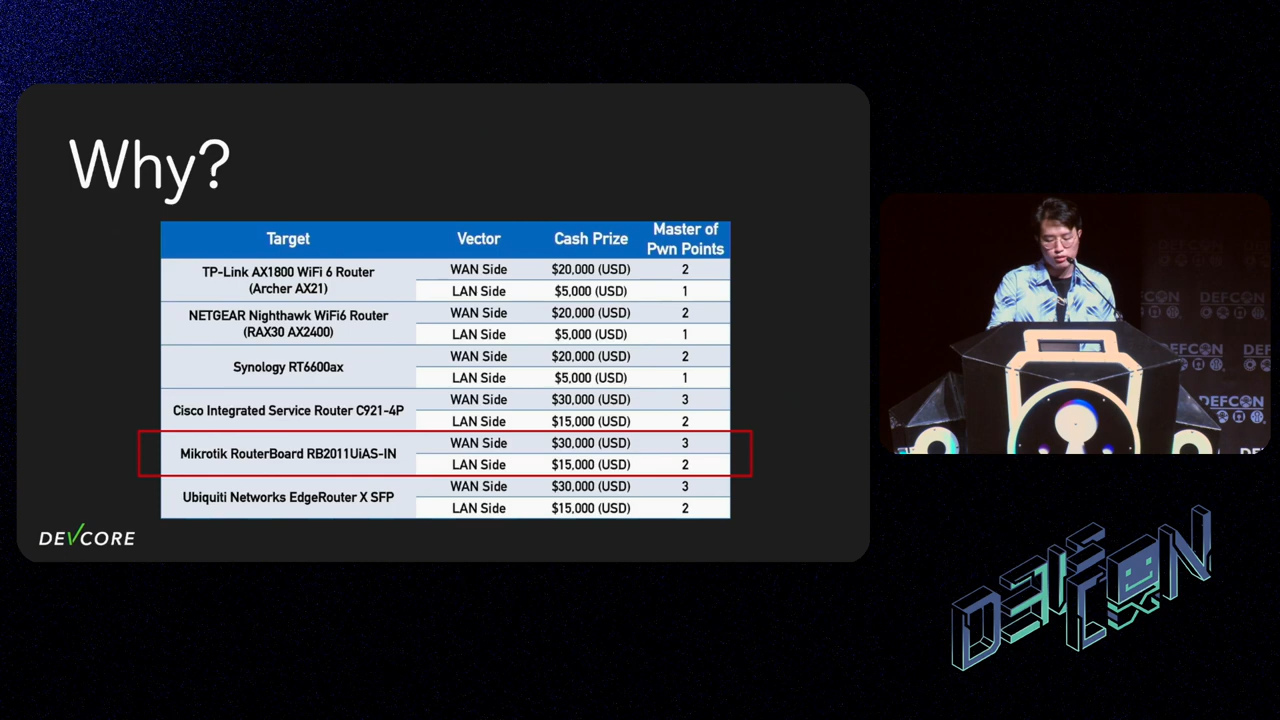 Why?
Target Vector Cash Prize Master of Pwn Points
TP-Link AX1800 WiFi 6 Router (Archer AX21) WAN Side $20,000 (USD) 2
LAN Side $5,000 (USD) 1
NETGEAR Nighthawk WiFi6 Router (RAX30 AX2400) WAN Side $20,000 (USD) 2
LAN Side $5,000 (USD) 1
Synology RT6600ax WAN Side $20,000 (USD) 2
LAN Side $5,000 (USD) 1
Cisco Integrated Service Router C921-4P WAN Side $30,000 (USD) 3
LAN Side $15,000 (USD) 2
Mikrotik RouterBoard RB2011UiAS-IN WAN Side $30,000 (USD) 3
LAN Side $15,000 (USD) 2
Ubiquiti Networks EdgeRouter X SFP WAN Side $30,000 (USD) 3
LAN Side $15,000 (USD) 2
DEVCORE
DEFCON
DEFCON
DEFCON